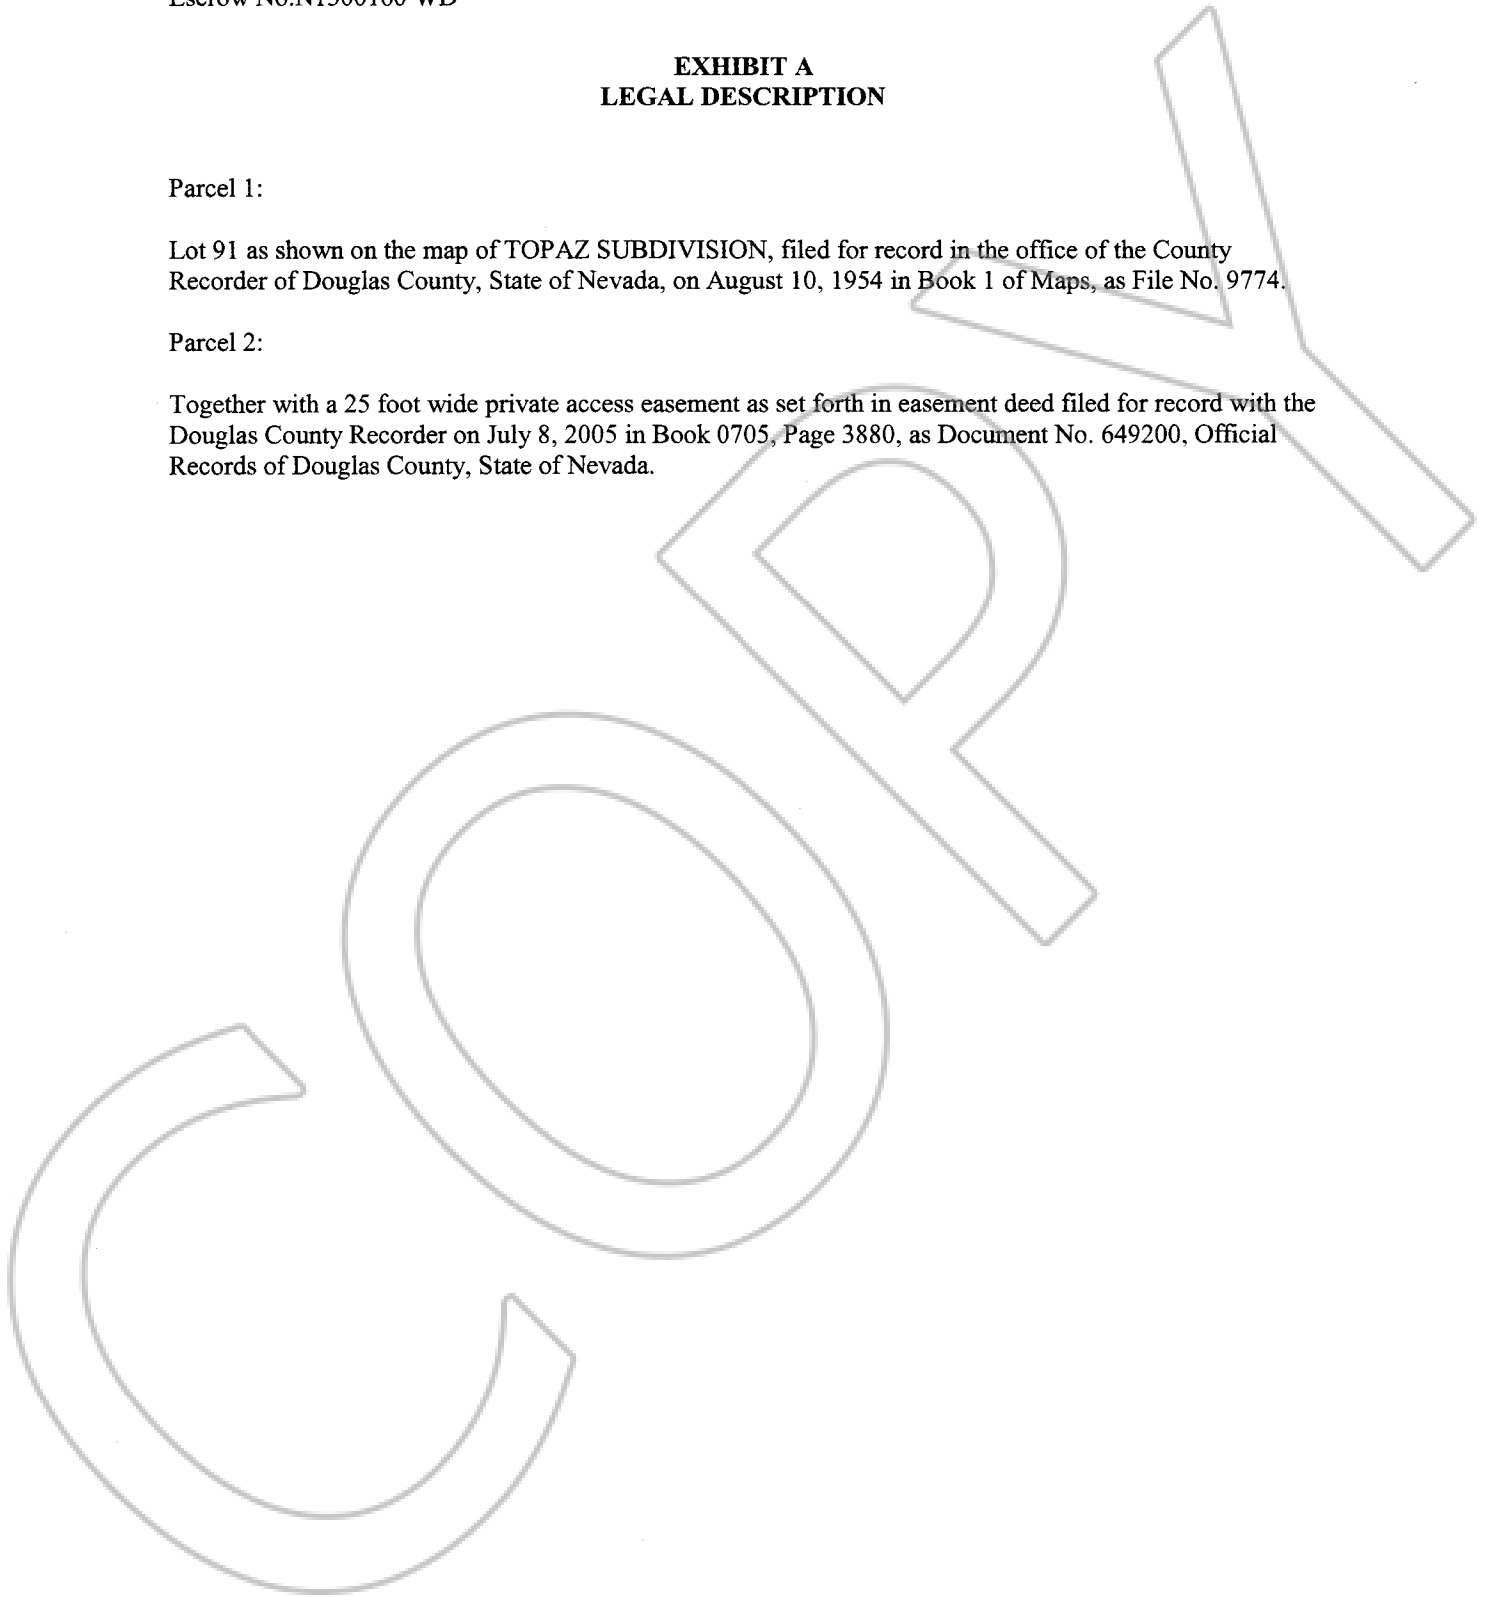 Escrow No.N1500160-WD
EXHIBIT A
LEGAL DESCRIPTION
Parcel 1:
Lot 91 as shown on the map of TOPAZ SUBDIVISION, filed for record in the office of the County
Recorder of Douglas County, State of Nevada, on August 10, 1954 in Book 1 of Maps, as File No. 9774.
Parcel 2:
Together with a 25 foot wide private access easement as set forth in easement deed filed for record with the
Douglas County Recorder on July 8, 2005 in Book 0705, Page 3880, as Document No. 649200, Official
Records of Douglas County, State of Nevada.
COPY